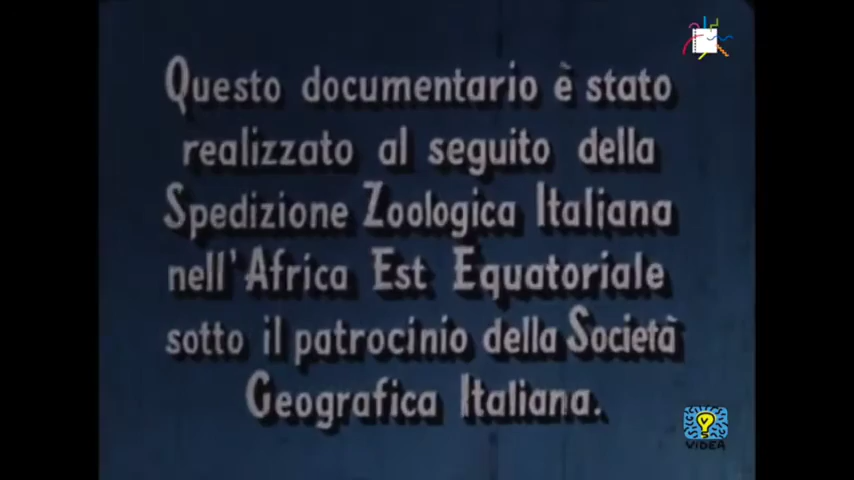 Questo documentario è stato
realizzato al seguito della
Spedizione Zoologica Italiana
nell'Africa Est Equatoriale
sotto il patrocinio della Società
Geografica Italiana.
VIDEA